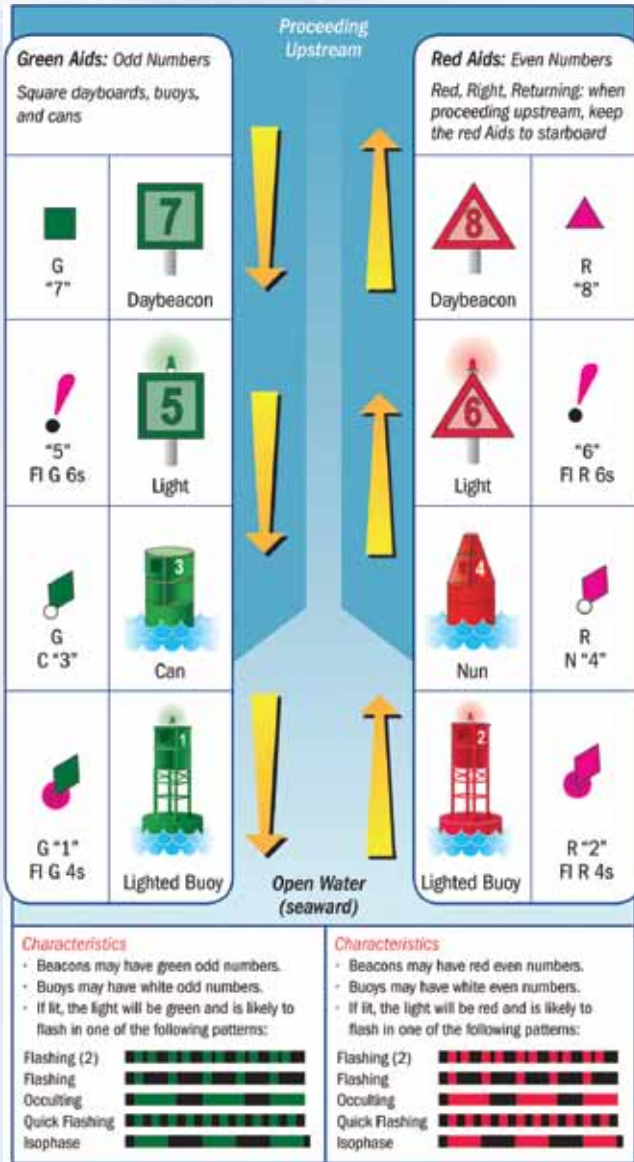 Proceeding
Upstream
Green Aids: Odd Numbers
Square dayboards, buoys,
and cans
G
"7"
7
Daybeacon
"5"
Fl G 6s
5
Light
G
C "3"
3
Can
G "1"
Fl G 4s
1
Lighted Buoy
Red Aids: Even Numbers
Red, Right, Returning: when
proceeding upstream, keep
the red Aids to starboard
8
Daybeacon
R
"8"
6
Light
"6"
Fl R 6s
4
Nun
R
N "4"
2
Lighted Buoy
R "2"
Fl R 4s
Open Water
(seaward)
Characteristics
· Beacons may have green odd numbers.
· Buoys may have white odd numbers.
· If lit, the light will be green and is likely to
flash in one of the following patterns:
Flashing (2)
Flashing
Occulting
Quick Flashing
Isophase
Characteristics
· Beacons may have red even numbers.
· Buoys may have white even numbers.
· If lit, the light will be red and is likely to
flash in one of the following patterns:
Flashing (2)
Flashing
Occulting
Quick Flashing
Isophase